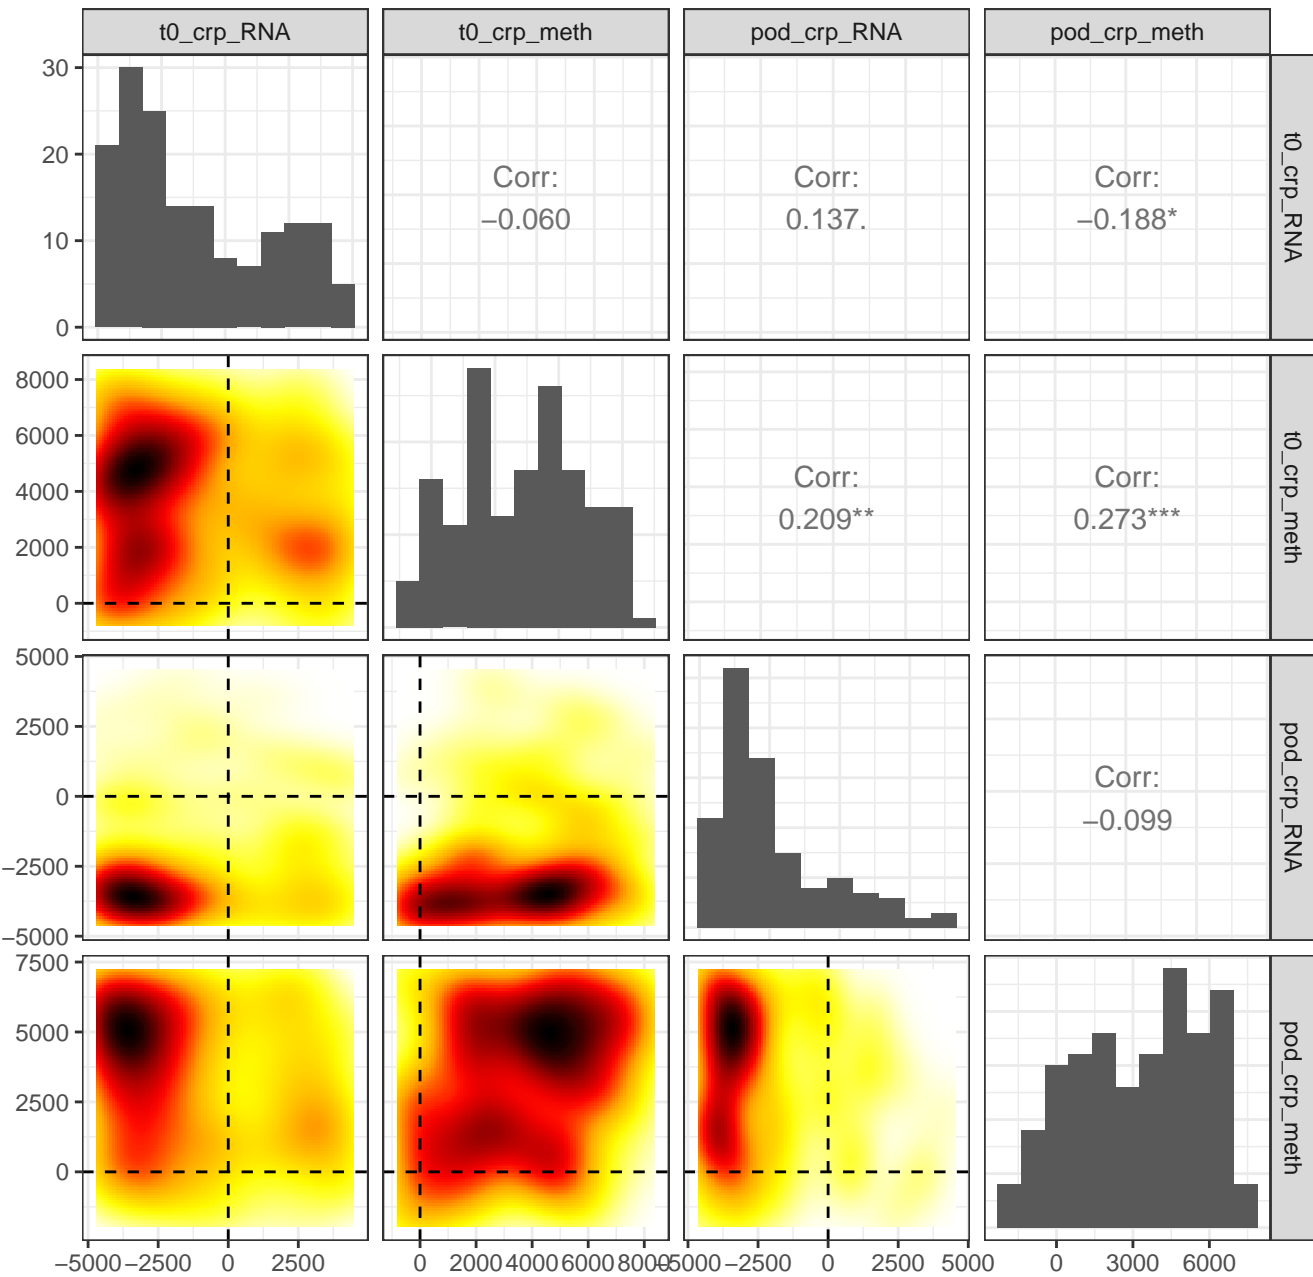 t0_crp_RNA t0_crp_meth pod_crp_RNA pod_crp_meth
30
20
10
0
Corr:
−0.060
Corr:
0.137.
Corr:
−0.188*
t0_crp_RNA
8000
6000
4000
2000
0
Corr:
0.209**
Corr:
0.273***
t0_crp_meth
5000
2500
0
−2500
−5000
Corr:
−0.099
pod_crp_RNA
7500
5000
2500
0
pod_crp_meth
−5000 −2500 0 2500 0 2000 4000 6000 8000 −5000 −2500 0 2500 5000 0 3000 6000